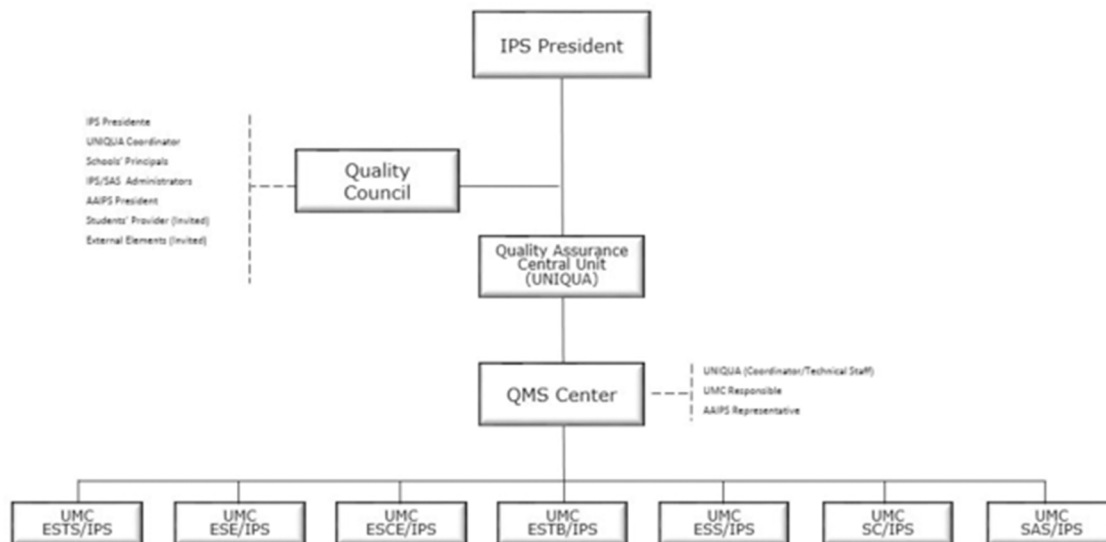 IPS President
IPS Presidente
UNIQUA Coordinator
Schools' Principals
IPS/SAS Administrators
AAIPS President
Students' Provider (Invited)
External Elements (Invited)
Quality
Council
Quality Assurance
Central Unit
(UNIQUA)
QMS Center
UNIQUA (Coordinator/Technical Staff)
UMC Responsible
AAIPS Representative
UMC
ESTS/IPS
UMC
ESE/IPS
UMC
ESCE/IPS
UMC
ESTB/IPS
UMC
ESS/IPS
UMC
SC/IPS
UMC
SAS/IPS